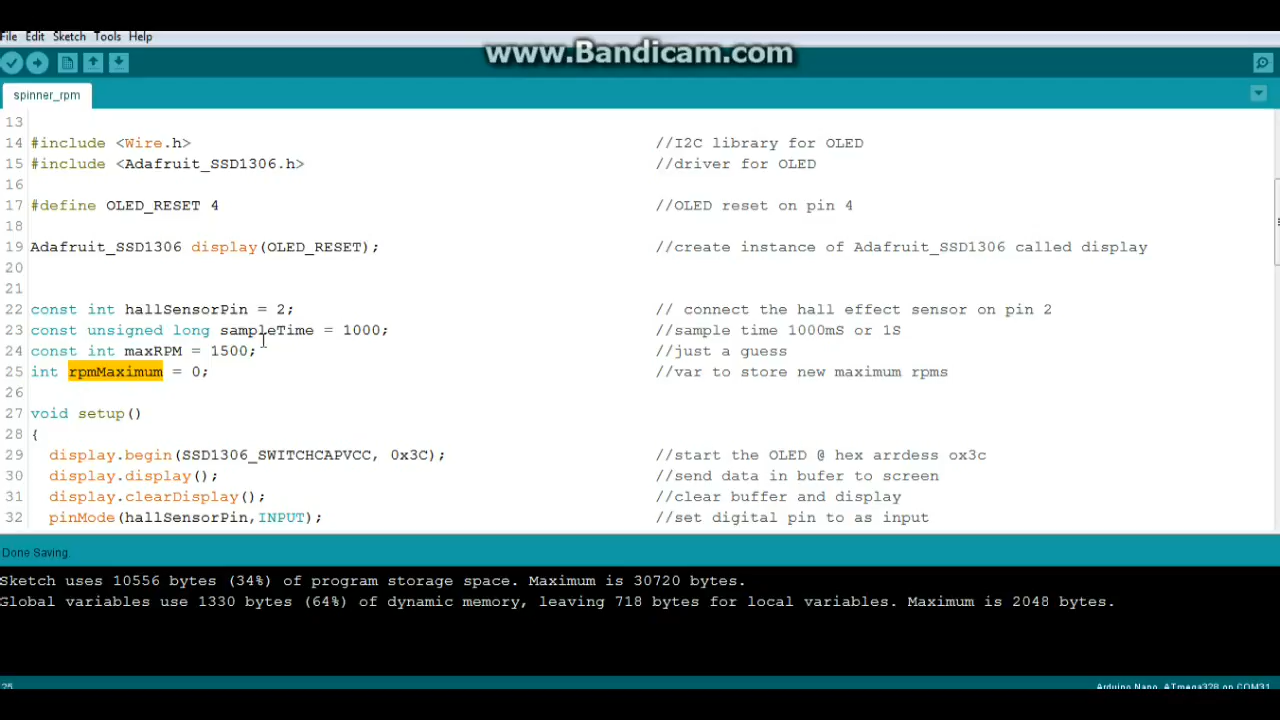 File Edit Sketch Tools Help
www.Bandicam.com
spinner_rpm
13
14 #include <Wire.h> //I2C library for OLED
15 #include <Adafruit_SSD1306.h> //driver for OLED
16
17 #define OLED_RESET 4 //OLED reset on pin 4
18
19 Adafruit_SSD1306 display(OLED_RESET); //create instance of Adafruit_SSD1306 called display
20
21
22 const int hallSensorPin = 2; // connect the hall effect sensor on pin 2
23 const unsigned long sampleTime = 1000; //sample time 1000mS or 1S
24 const int maxRPM = 1500; //just a guess
25 int rpmMaximum = 0; //var to store new maximum rpms
26
27 void setup()
28 {
29 display.begin(SSD1306_SWITCHCAPVCC, 0x3C); //start the OLED @ hex arrdess ox3c
30 display.display(); //send data in bufer to screen
31 display.clearDisplay(); //clear buffer and display
32 pinMode(hallSensorPin,INPUT); //set digital pin to as input
Done Saving.
Sketch uses 10556 bytes (34%) of program storage space. Maximum is 30720 bytes.
Global variables use 1330 bytes (64%) of dynamic memory, leaving 718 bytes for local variables. Maximum is 2048 bytes.
25 Arduino Nano, ATmega328 on COM31